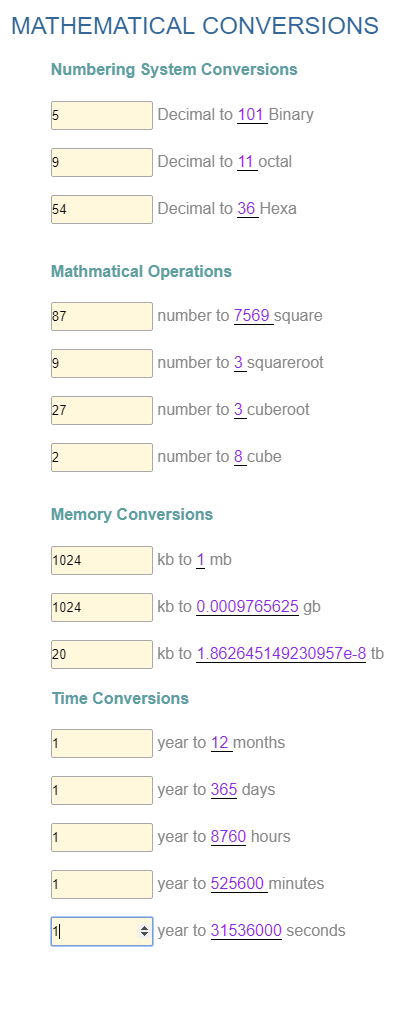 MATHEMATICAL CONVERSIONS
Numbering System Conversions
5 Decimal to 101 Binary
9 Decimal to 11 octal
54 Decimal to 36 Hexa
Mathmatical Operations
87 number to 7569 square
9 number to 3 squareroot
27 number to 3 cuberoot
2 number to 8 cube
Memory Conversions
1024 kb to 1 mb
1024 kb to 0.0009765625 gb
20 kb to 1.862645149230957e-8 tb
Time Conversions
1 year to 12 months
1 year to 365 days
1 year to 8760 hours
1 year to 525600 minutes
1 year to 31536000 seconds